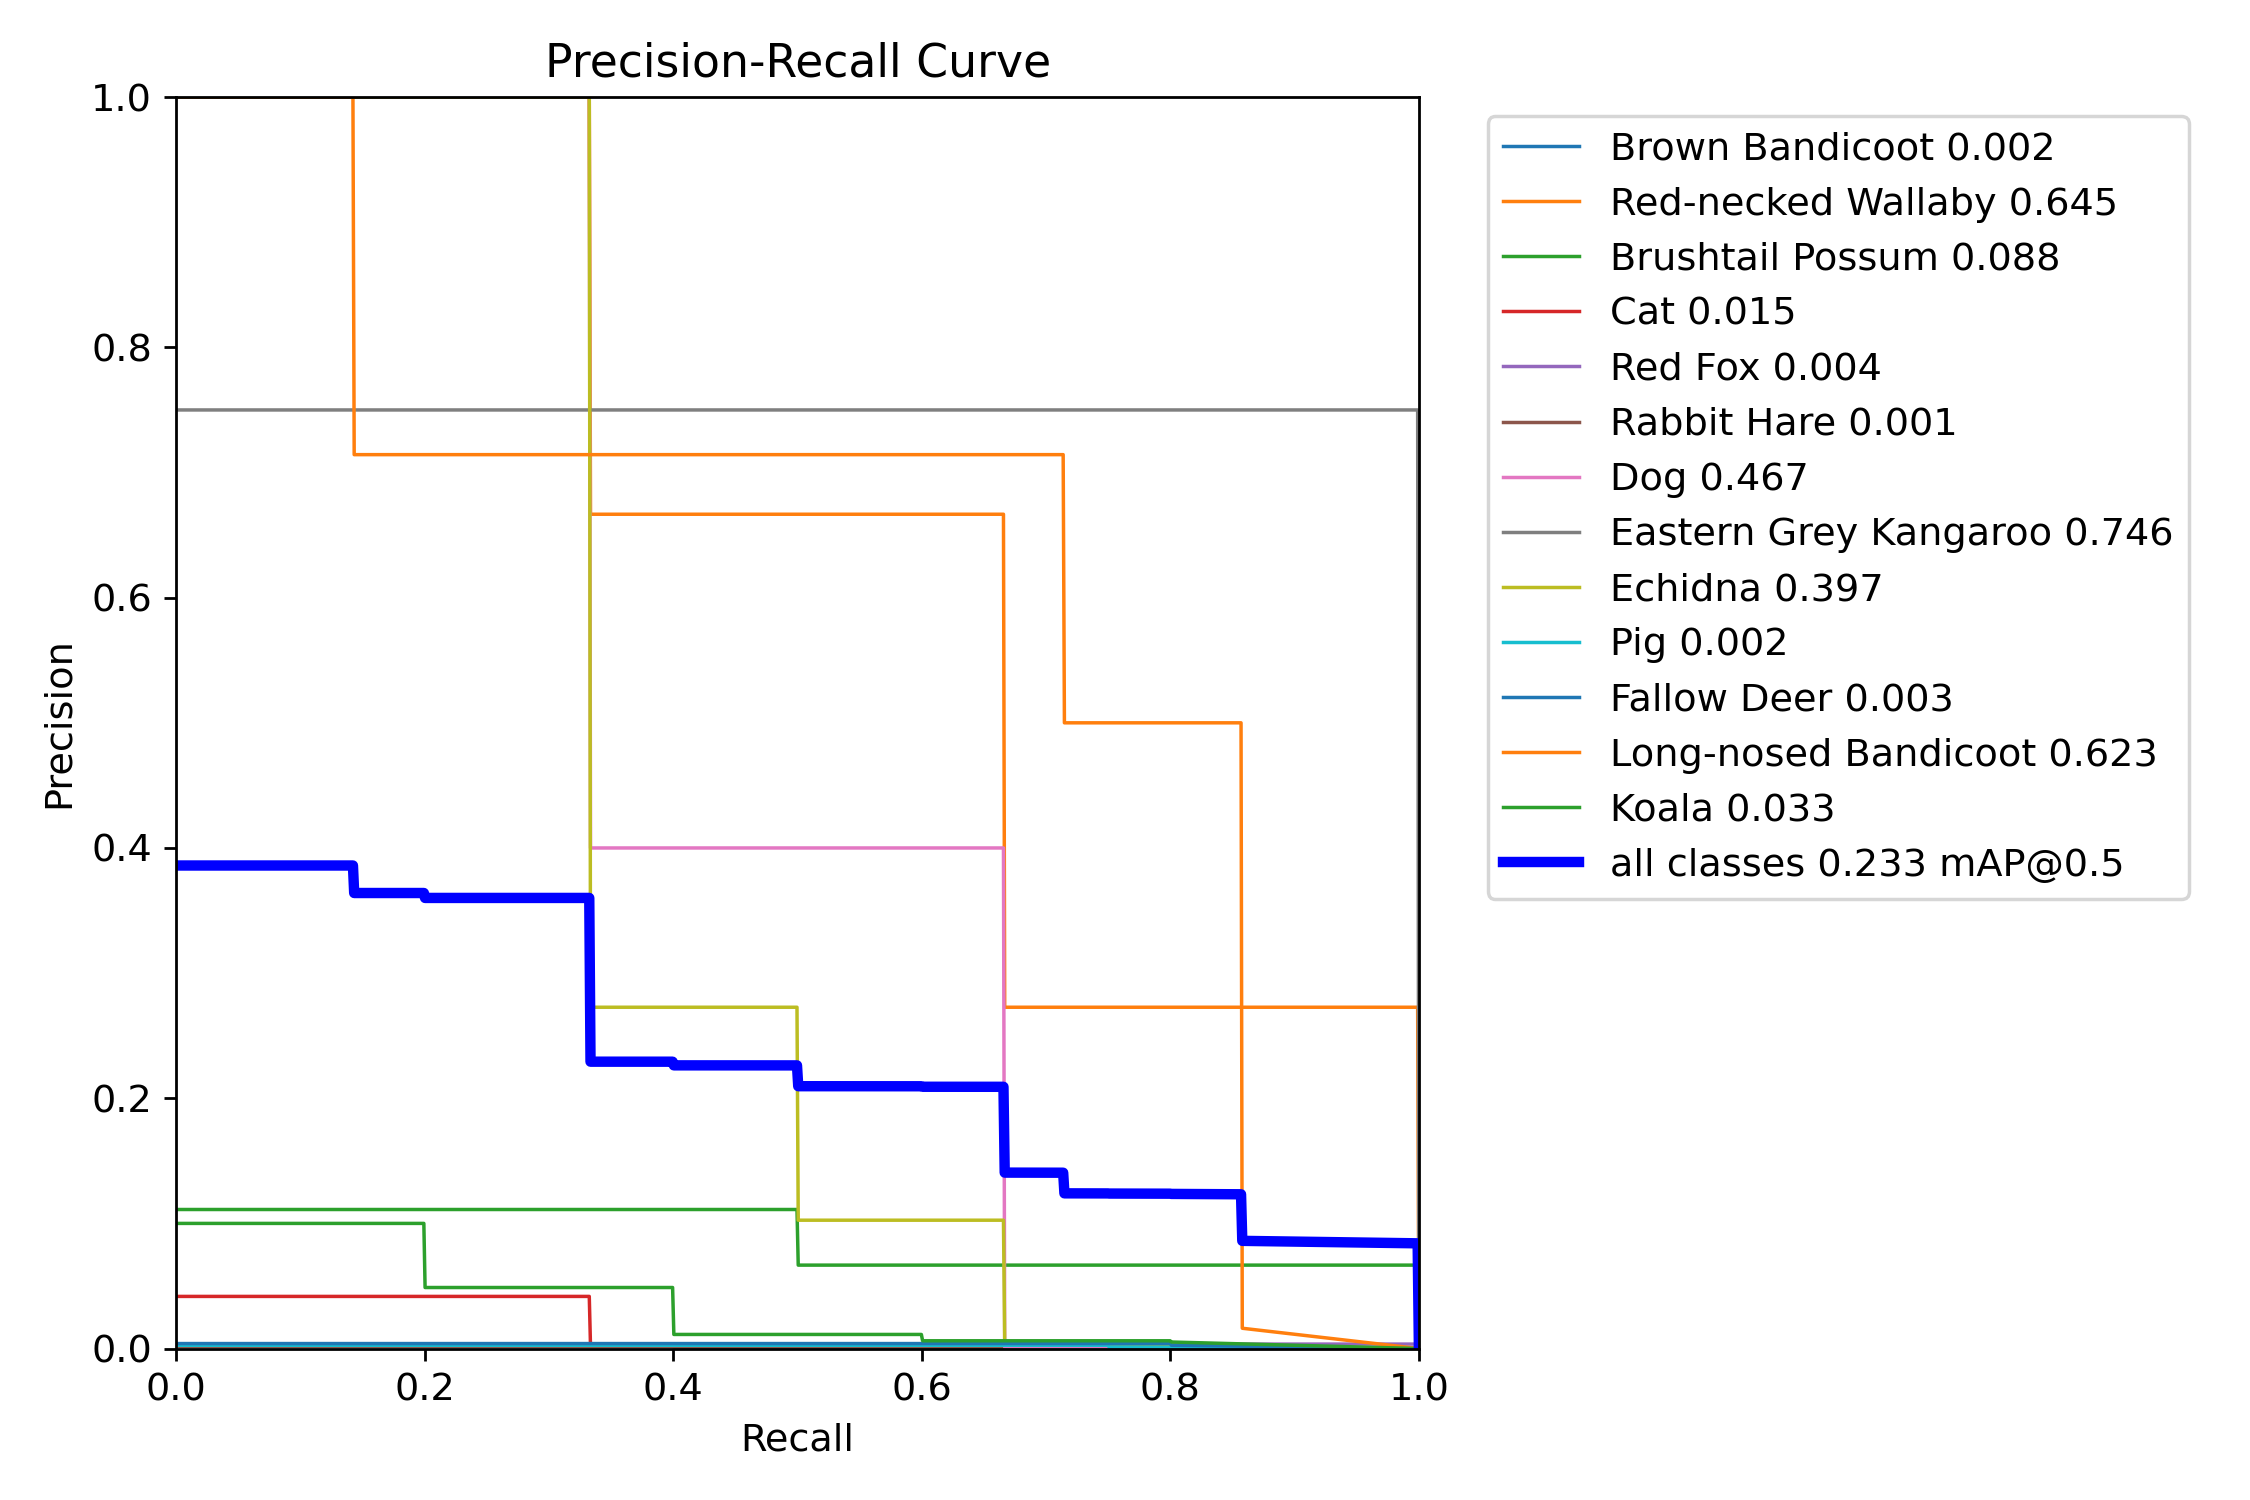 Precision-Recall Curve
1.0
0.8
0.6
0.4
0.2
0.0
Precision
0.0 0.2 0.4 0.6 0.8 1.0
Recall
Brown Bandicoot 0.002
Red-necked Wallaby 0.645
Brushtail Possum 0.088
Cat 0.015
Red Fox 0.004
Rabbit Hare 0.001
Dog 0.467
Eastern Grey Kangaroo 0.746
Echidna 0.397
Pig 0.002
Fallow Deer 0.003
Long-nosed Bandicoot 0.623
Koala 0.033
all classes 0.233 mAP@0.5